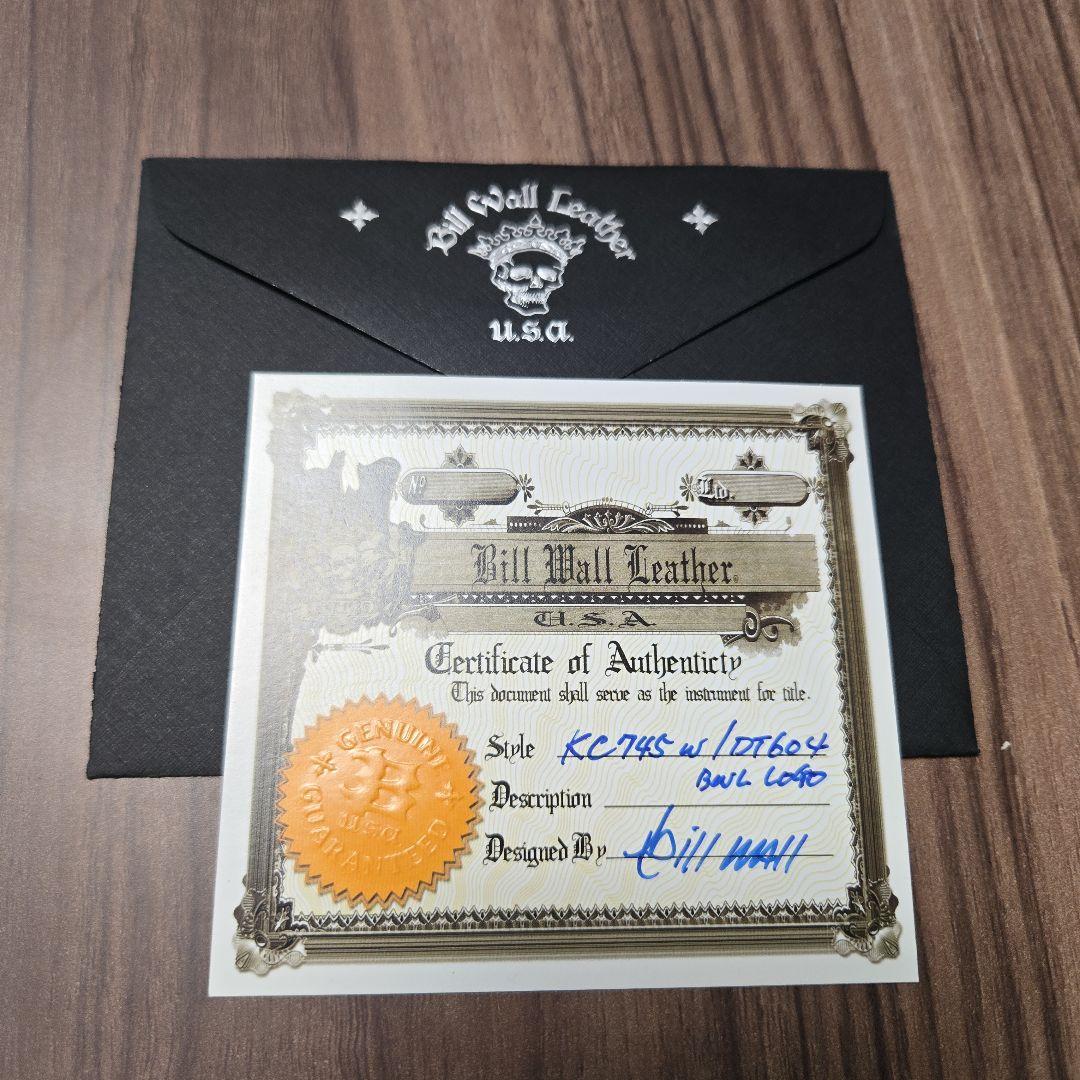 Bill Wall Leather
U.S.A.
No
Ltd.
Bill Wall Leather
U.S.A.
Certificate of Authenticty
This document shall serve as the instrument for title.
GENUINE
USA
GUARANTEED
Style KC745 w/DT604
BWL LOGO
Description
Designed By Bill Wall